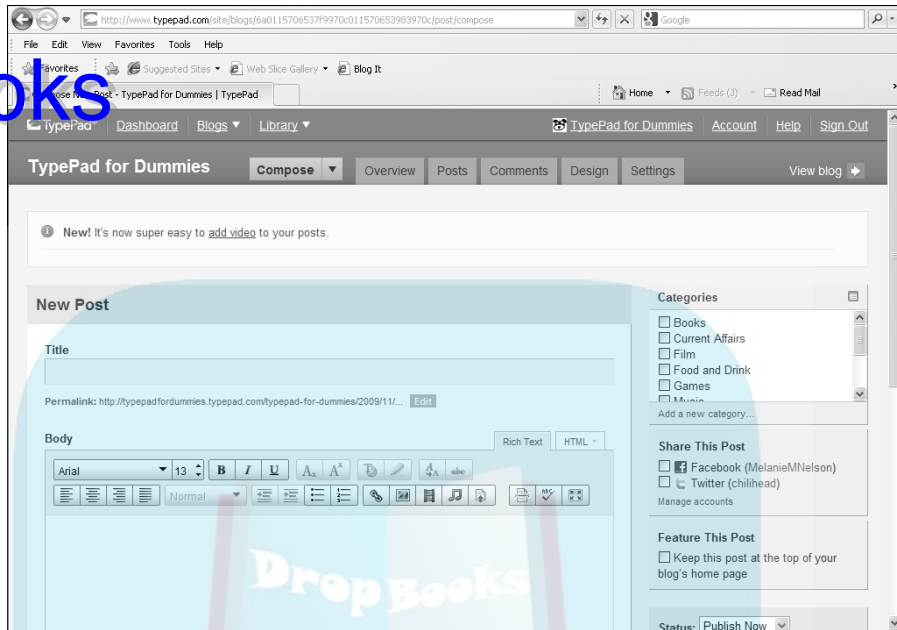 http://www.typepad.com/site/blogs/6a0115706537f9970c011570653983970c/post/compose Google
File Edit View Favorites Tools Help
Favorites Suggested Sites Web Slice Gallery Blog It
oks
Post - TypePad for Dummies | TypePad Home Feeds (J) Read Mail
TypePad Dashboard Blogs Library TypePad for Dummies Account Help Sign Out
TypePad for Dummies Compose Overview Posts Comments Design Settings View blog
New! It's now super easy to add video to your posts.
New Post
Title
Permalink: http://typepadfordummies.typepad.com/typepad-for-dummies/2009/11/... Edit
Body Rich Text HTML
Arial 13 B I U
Normal
DropBooks
Categories
Books
Current Affairs
Film
Food and Drink
Games
Music
Add a new category...
Share This Post
Facebook (MelanieMNelson)
Twitter (chilihead)
Manage accounts
Feature This Post
Keep this post at the top of your
blog's home page
Status: Publish Now